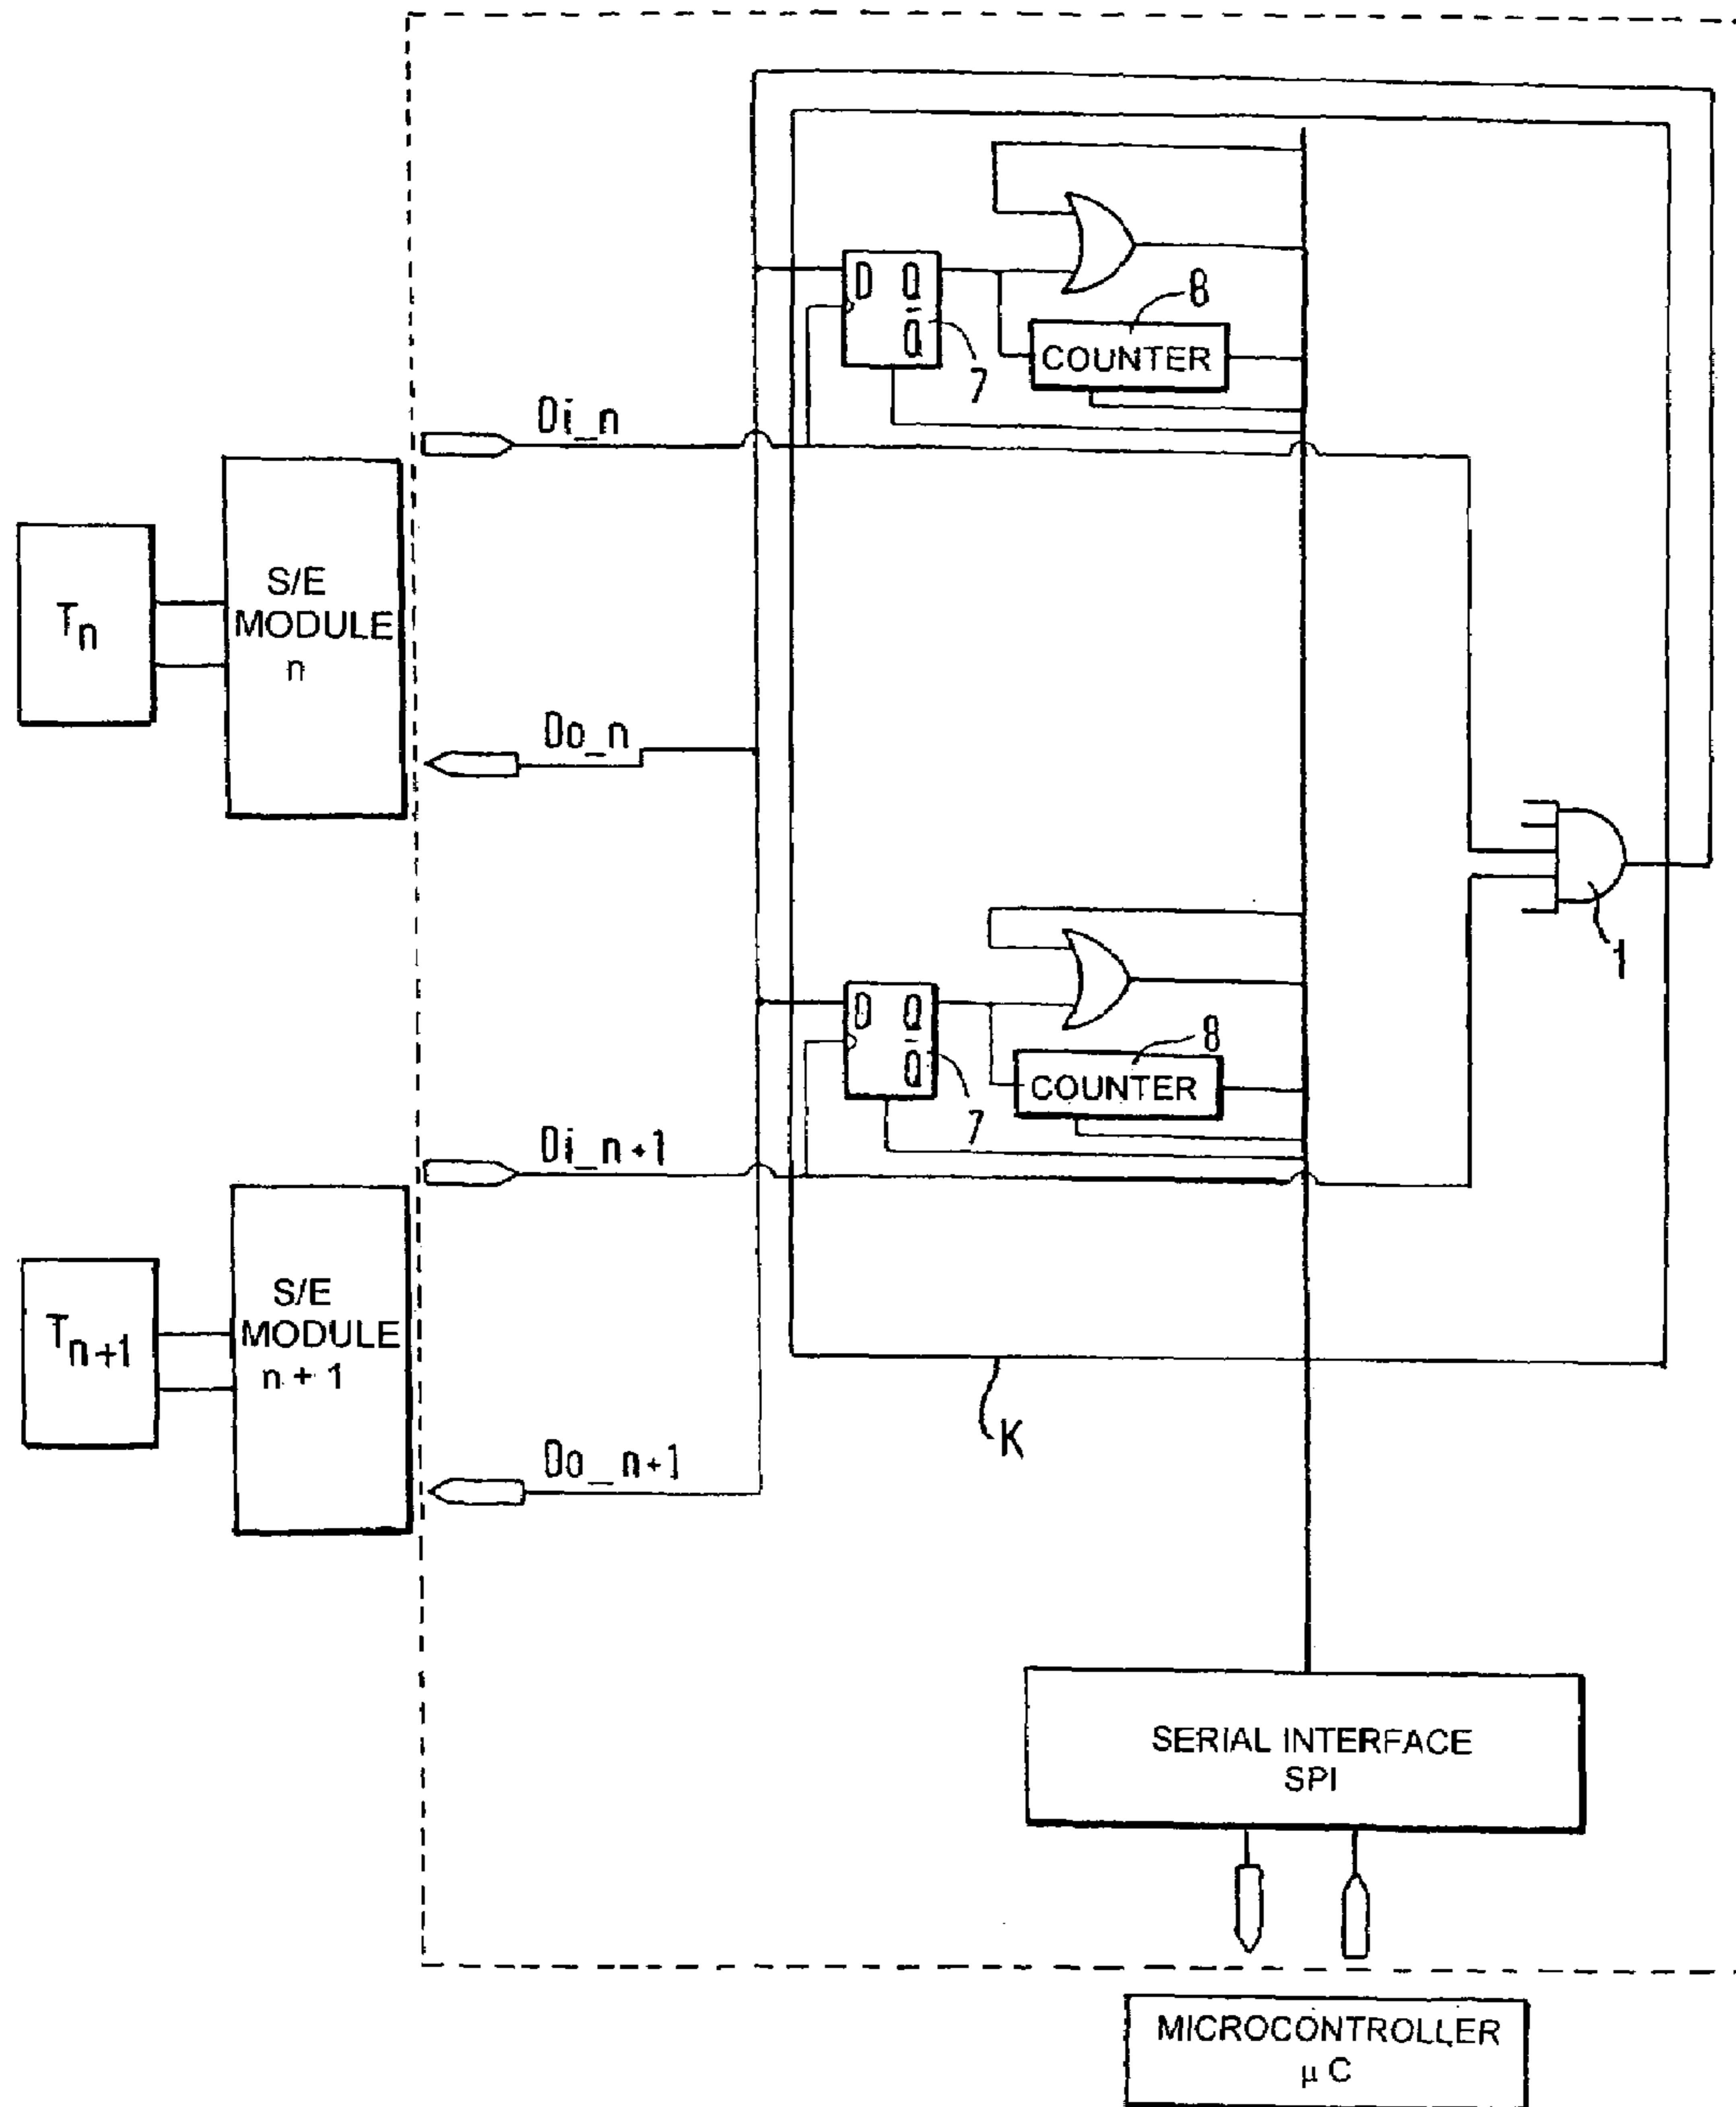 D Q
Q
7
8
COUNTER
Di_n
Tn
S/E
MODULE
n
Do_n
1
D Q
Q
7
8
COUNTER
Di_n+1
Tn+1
S/E
MODULE
n + 1
Do_n+1
K
SERIAL INTERFACE
SPI
MICROCONTROLLER
μ C